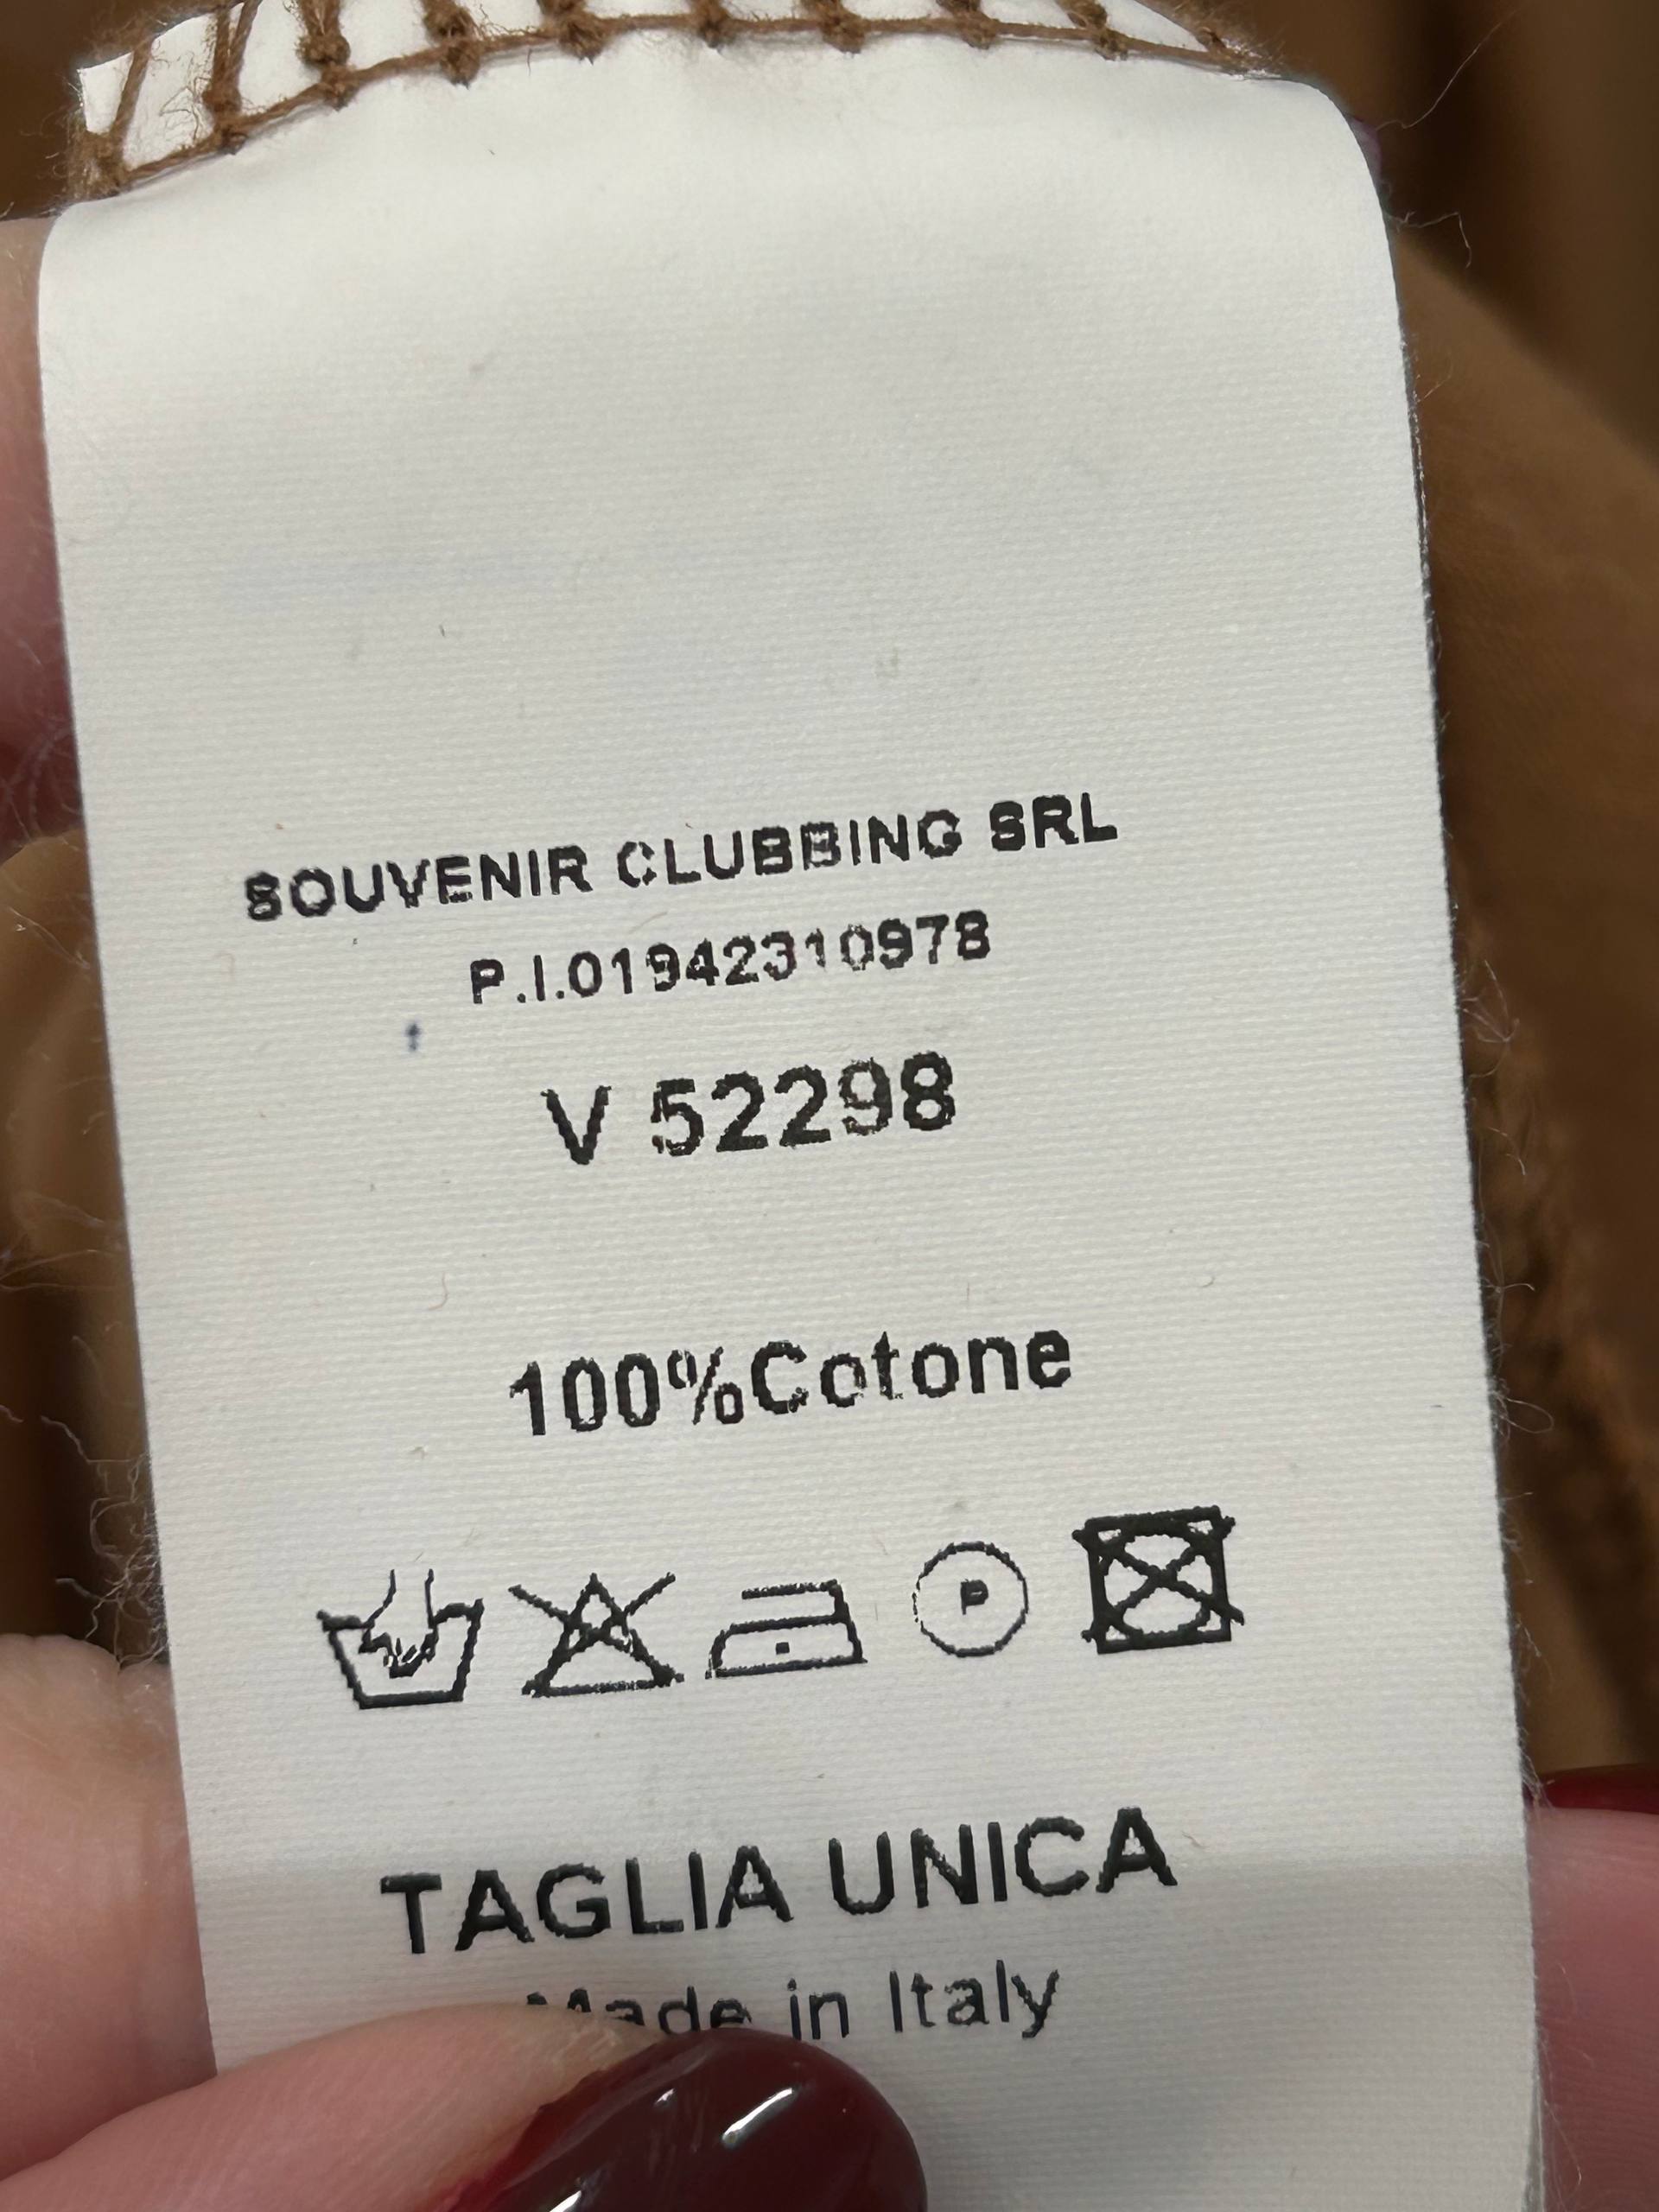 SOUVENIR CLUBBING SRL
P.I.01942310978
V 52298
100%Cotone
P
TAGLIA UNICA
Made in Italy